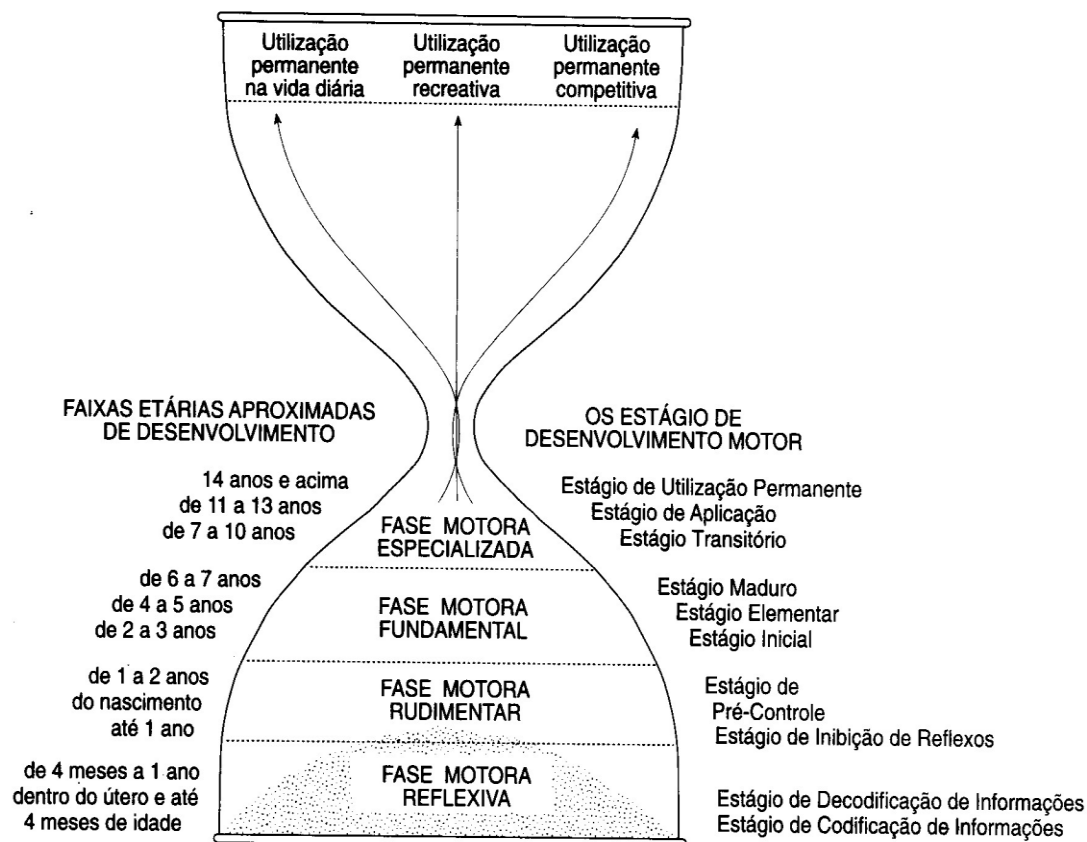 Utilização
permanente
na vida diária
Utilização
permanente
recreativa
Utilização
permanente
competitiva
FAIXAS ETÁRIAS APROXIMADAS
DE DESENVOLVIMENTO
OS ESTÁGIO DE
DESENVOLVIMENTO MOTOR
14 anos e acima
de 11 a 13 anos
de 7 a 10 anos
FASE MOTORA
ESPECIALIZADA
Estágio de Utilização Permanente
Estágio de Aplicação
Estágio Transitório
de 6 a 7 anos
de 4 a 5 anos
de 2 a 3 anos
FASE MOTORA
FUNDAMENTAL
Estágio Maduro
Estágio Elementar
Estágio Inicial
de 1 a 2 anos
do nascimento
até 1 ano
FASE MOTORA
RUDIMENTAR
Estágio de
Pré-Controle
Estágio de Inibição de Reflexos
de 4 meses a 1 ano
dentro do útero e até
4 meses de idade
FASE MOTORA
REFLEXIVA
Estágio de Decodificação de Informações
Estágio de Codificação de Informações